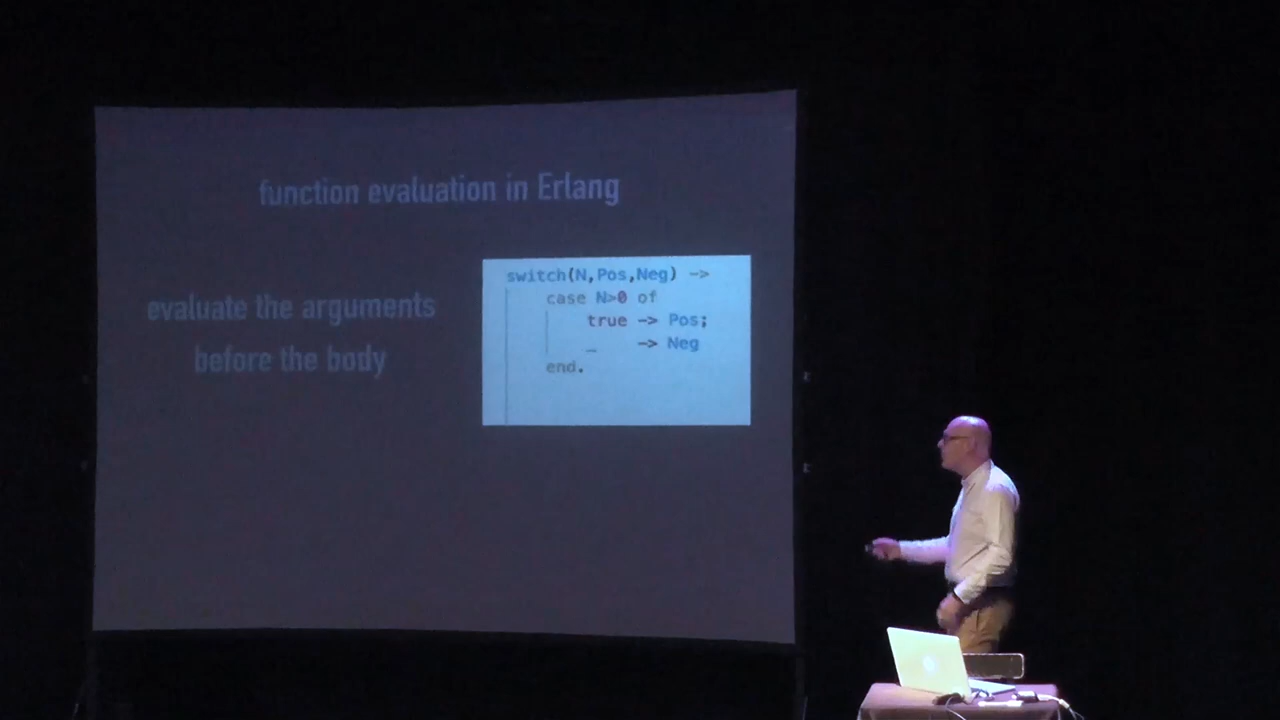 function evaluation in Erlang
evaluate the arguments
before the body
switch(N,Pos,Neg) ->
case N>0 of
true -> Pos;
_ -> Neg
end.